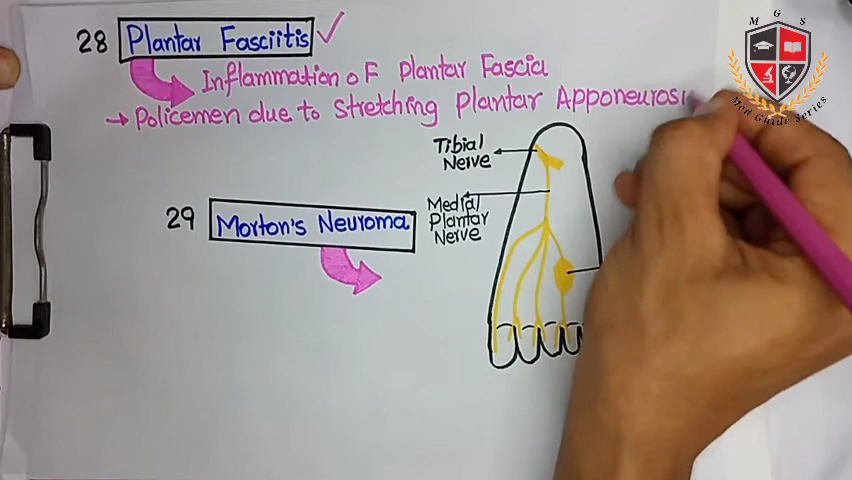 M G S
Med Guide Series
28 Plantar Fasciitis
Inflammation oF Plantar Fascia
Policemen due to Stretching Plantar Apponeurosi
Tibial
Nerve
29 Morton's Neuroma
Medial
Plantar
Nerve